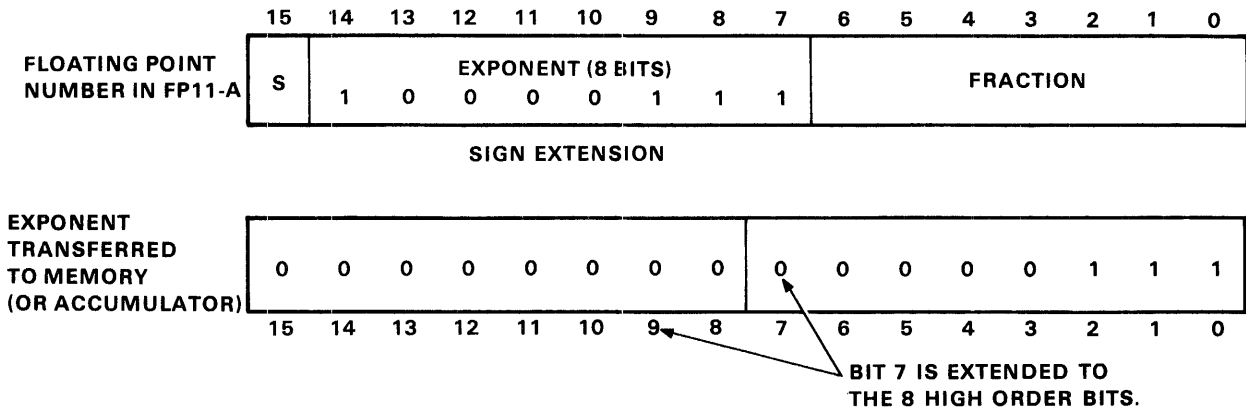 15 14 13 12 11 10 9 8 7 6 5 4 3 2 1 0
FLOATING POINT
NUMBER IN FP11-A
S
EXPONENT (8 BITS)
1 0 0 0 0 1 1 1
FRACTION
SIGN EXTENSION
EXPONENT
TRANSFERRED
TO MEMORY
(OR ACCUMULATOR)
0 0 0 0 0 0 0 0 0 0 0 0 0 1 1 1
15 14 13 12 11 10 9 8 7 6 5 4 3 2 1 0
BIT 7 IS EXTENDED TO
THE 8 HIGH ORDER BITS.